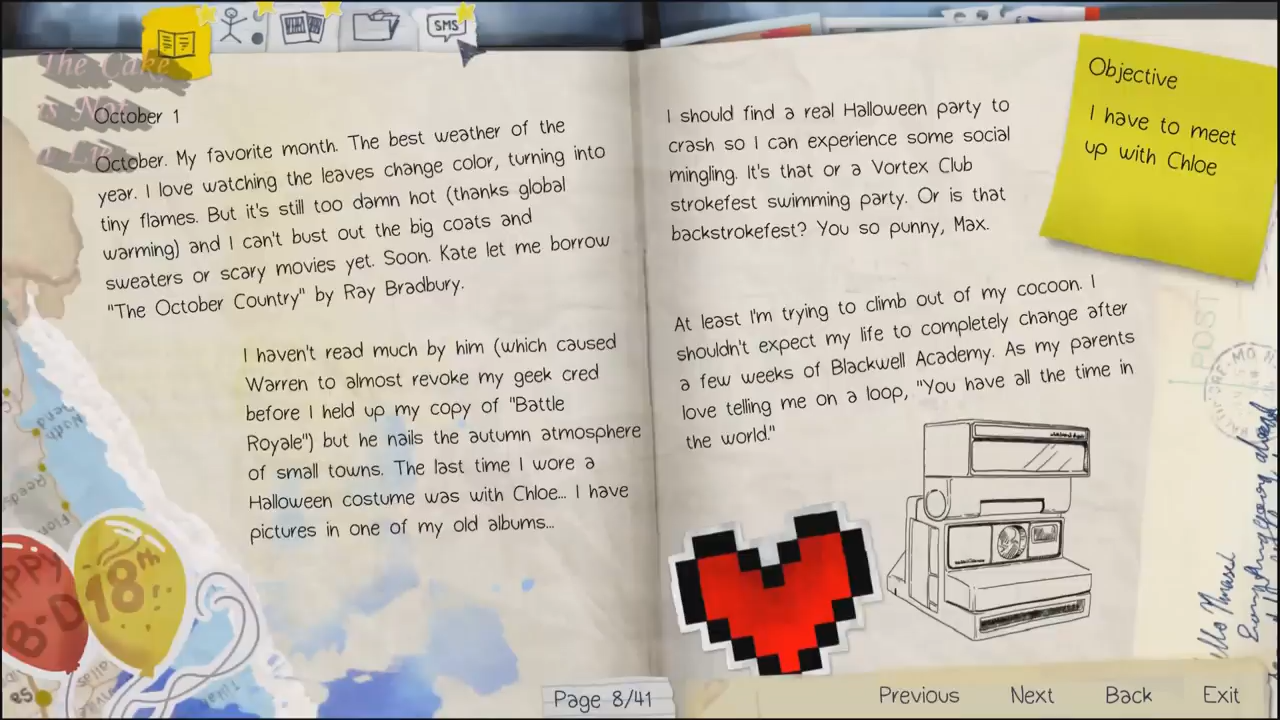 SMS
The Cake
is Not
a Lie
October 1
October. My favorite month. The best weather of the
year. I love watching the leaves change color, turning into
tiny flames. But it's still too damn hot (thanks global
warming) and I can't bust out the big coats and
sweaters or scary movies yet. Soon. Kate let me borrow
"The October Country" by Ray Bradbury.
I haven't read much by him (which caused
Warren to almost revoke my geek cred
before I held up my copy of "Battle
Royale") but he nails the autumn atmosphere
of small towns. The last time I wore a
Halloween costume was with Chloe... I have
pictures in one of my old albums...
I should find a real Halloween party to
crash so I can experience some social
mingling. It's that or a Vortex Club
strokefest swimming party. Or is that
backstrokefest? You so punny, Max.
At least I'm trying to climb out of my cocoon. I
shouldn't expect my life to completely change after
a few weeks of Blackwell Academy. As my parents
love telling me on a loop, "You have all the time in
the world."
Objective
I have to meet
up with Chloe
POST
North
Bend
18th
B-D
Page 8/41
Previous
Next
Back
Exit